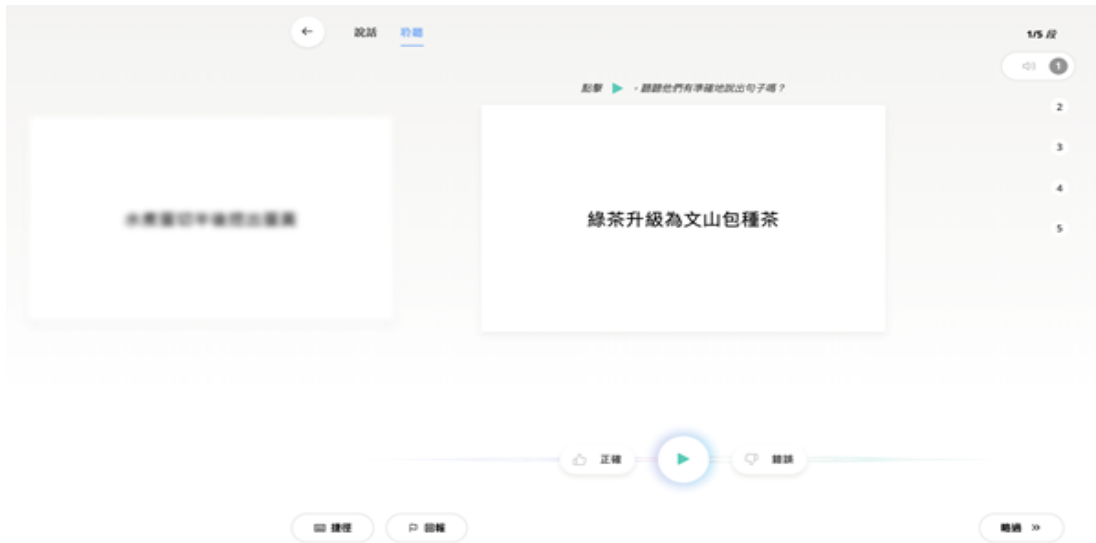 說話 聆聽
1/5 段
1
點擊 ▶ ，聽聽他們有準確地說出句子嗎？
2
3
4
5
綠茶升級為文山包種茶
正確 錯誤
捷徑 回報 略過